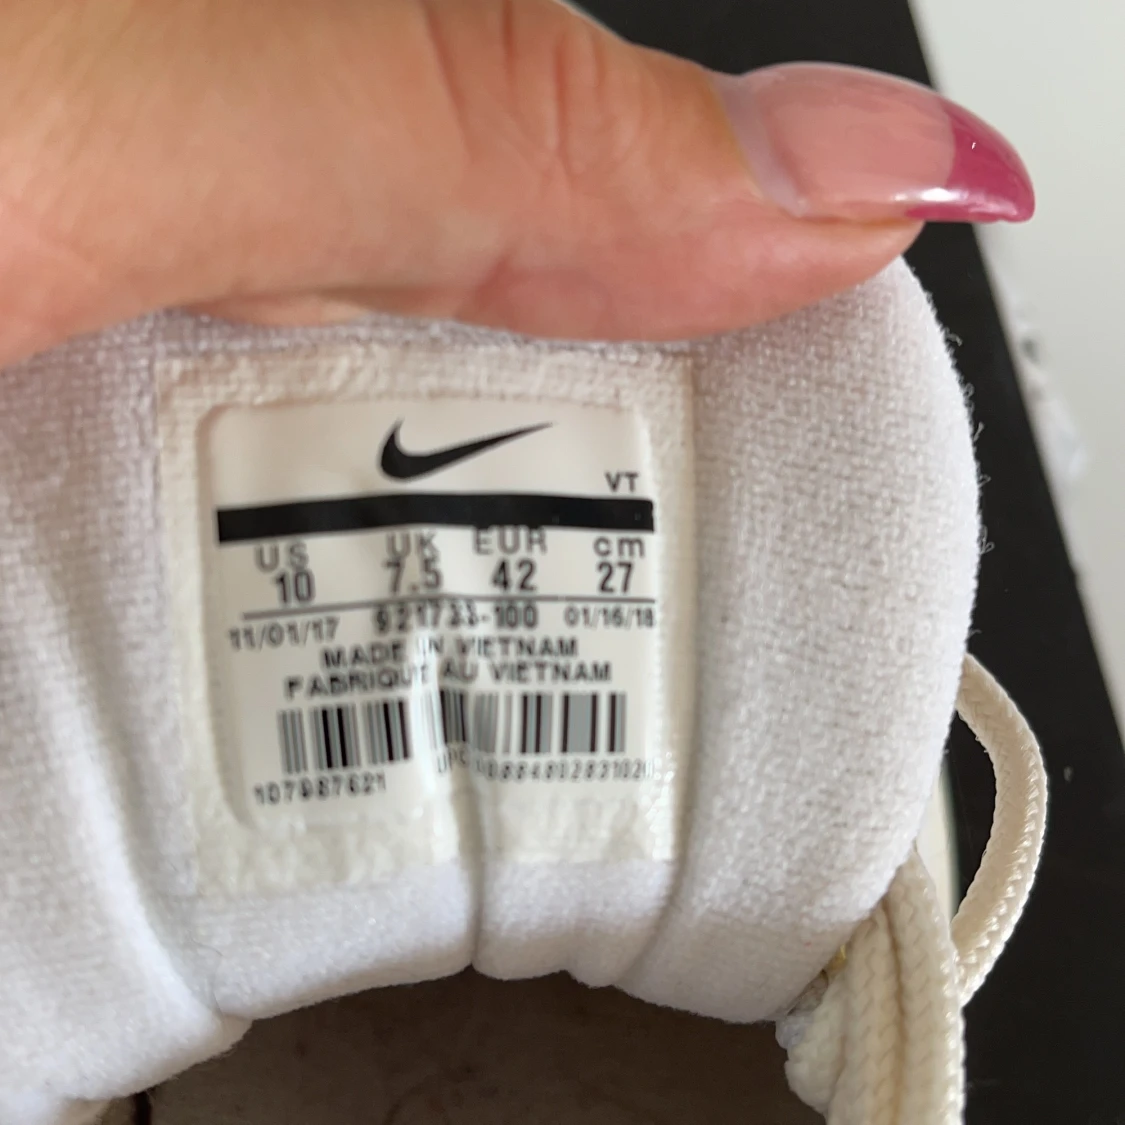 VT
US UK EUR cm
10 7.5 42 27
11/01/17 921733-100 01/16/18
MADE IN VIETNAM
FABRIQUE AU VIETNAM
UPC
107987621